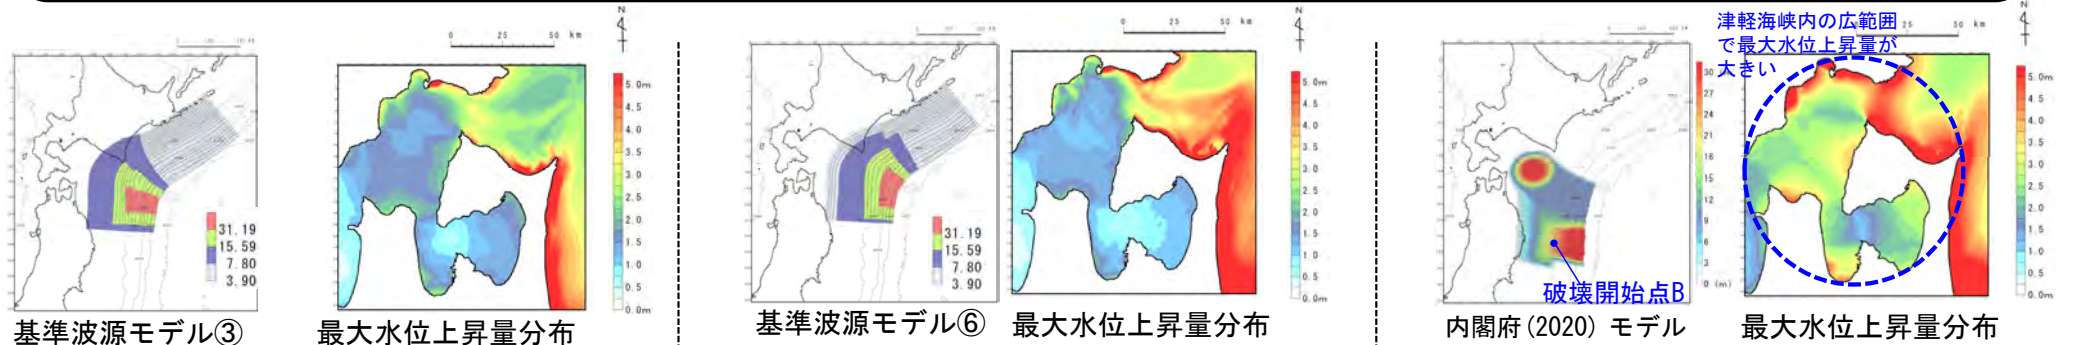 N
0 25 50 km
5.0m
4.5
4.0
3.5
3.0
2.5
2.0
1.5
1.0
0.5
0.0m
31.19
15.59
7.80
3.90
基準波源モデル③
最大水位上昇量分布
N
0 25 50 km
5.0m
4.5
4.0
3.5
3.0
2.5
2.0
1.5
1.0
0.5
0.0m
31.19
15.59
7.80
3.90
基準波源モデル⑥
最大水位上昇量分布
津軽海峡内の広範囲
で最大水位上昇量が
大きい
N
25 50 km
30
27
24
21
16
15
12
9
6
3
0 (m)
破壊開始点B
5.0m
4.5
4.0
3.5
3.0
2.5
2.0
1.5
1.0
0.5
0.0m
内閣府(2020) モデル
最大水位上昇量分布